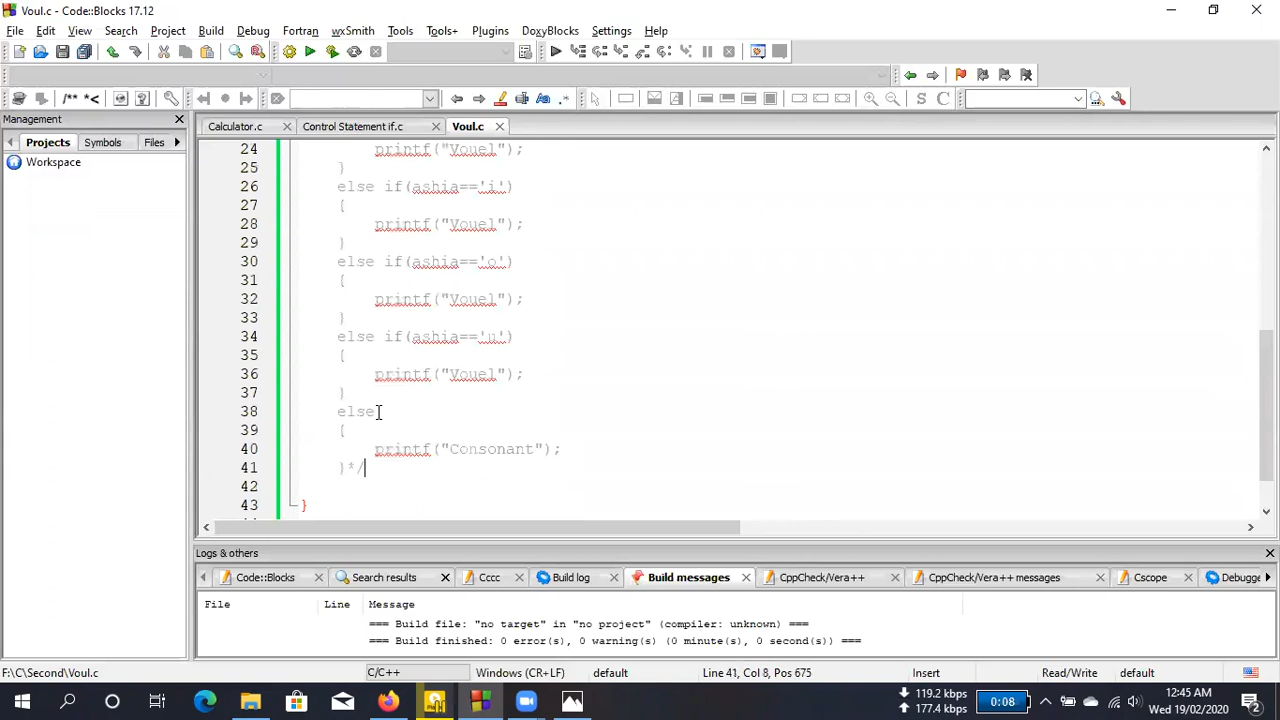 Voul.c - Code::Blocks 17.12
File Edit View Search Project Build Debug Fortran wxSmith Tools Tools+ Plugins DoxyBlocks Settings Help
/** *<
S C
Management
Calculator.c Control Statement if.c Voul.c
Projects Symbols Files
Workspace
24 printf("Vouel");
25 }
26 else if(ashia=='i')
27 {
28 printf("Vouel");
29 }
30 else if(ashia=='o')
31 {
32 printf("Vouel");
33 }
34 else if(ashia=='u')
35 {
36 printf("Vouel");
37 }
38 else
39 {
40 printf("Consonant");
41 }*/
42
43 }
Logs & others
Code::Blocks Search results Cccc Build log Build messages CppCheck/Vera++ CppCheck/Vera++ messages Cscope Debugge
File Line Message
=== Build file: "no target" in "no project" (compiler: unknown) ===
=== Build finished: 0 error(s), 0 warning(s) (0 minute(s), 0 second(s)) ===
F:\C\Second\Voul.c C/C++ Windows (CR+LF) default Line 41, Col 8, Pos 675 Insert Read/Write default
119.2 kbps
177.4 kbps
0:08
12:45 AM
Wed 19/02/2020
2